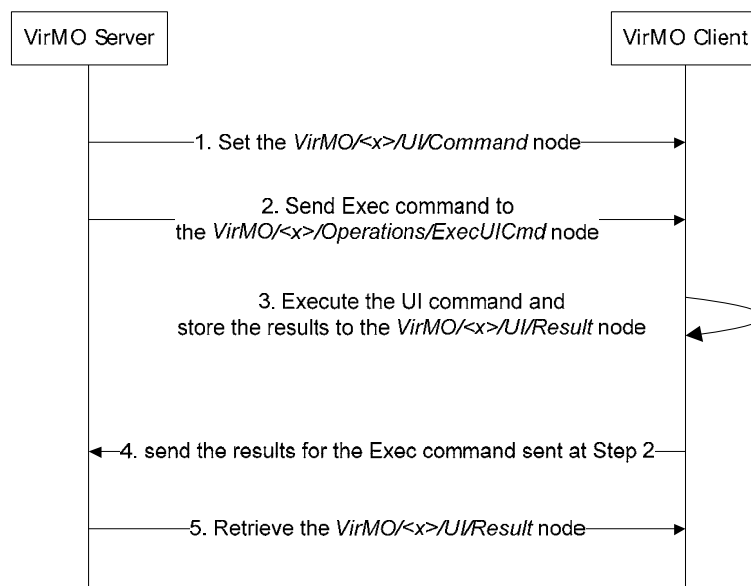 VirMO Server
VirMO Client
1. Set the VirMO/<x>/UI/Command node
2. Send Exec command to
the VirMO/<x>/Operations/ExecUICmd node
3. Execute the UI command and
store the results to the VirMO/<x>/UI/Result node
4. send the results for the Exec command sent at Step 2
5. Retrieve the VirMO/<x>/UI/Result node